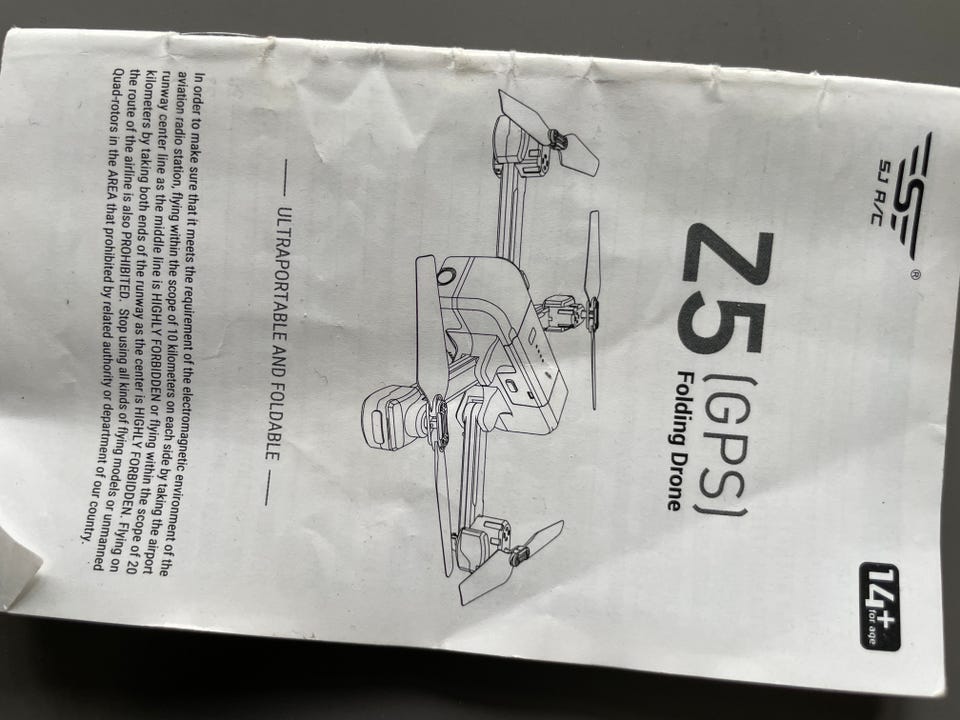 SJ R/C
®
14+
for age
Z5 (GPS)
Folding Drone
ULTRAPORTABLE AND FOLDABLE
In order to make sure that it meets the requirement of the electromagnetic environment of the
aviation radio station, flying within the scope of 10 kilometers on each side by taking the airport
runway center line as the middle line is HIGHLY FORBIDDEN or flying within the scope of 20
kilometers by taking both ends of the runway as the center is HIGHLY FORBIDDEN. Flying on
the route of the airline is also PROHIBITED. Stop using all kinds of flying models or unmanned
Quad-rotors in the AREA that prohibited by related authority or department of our country.